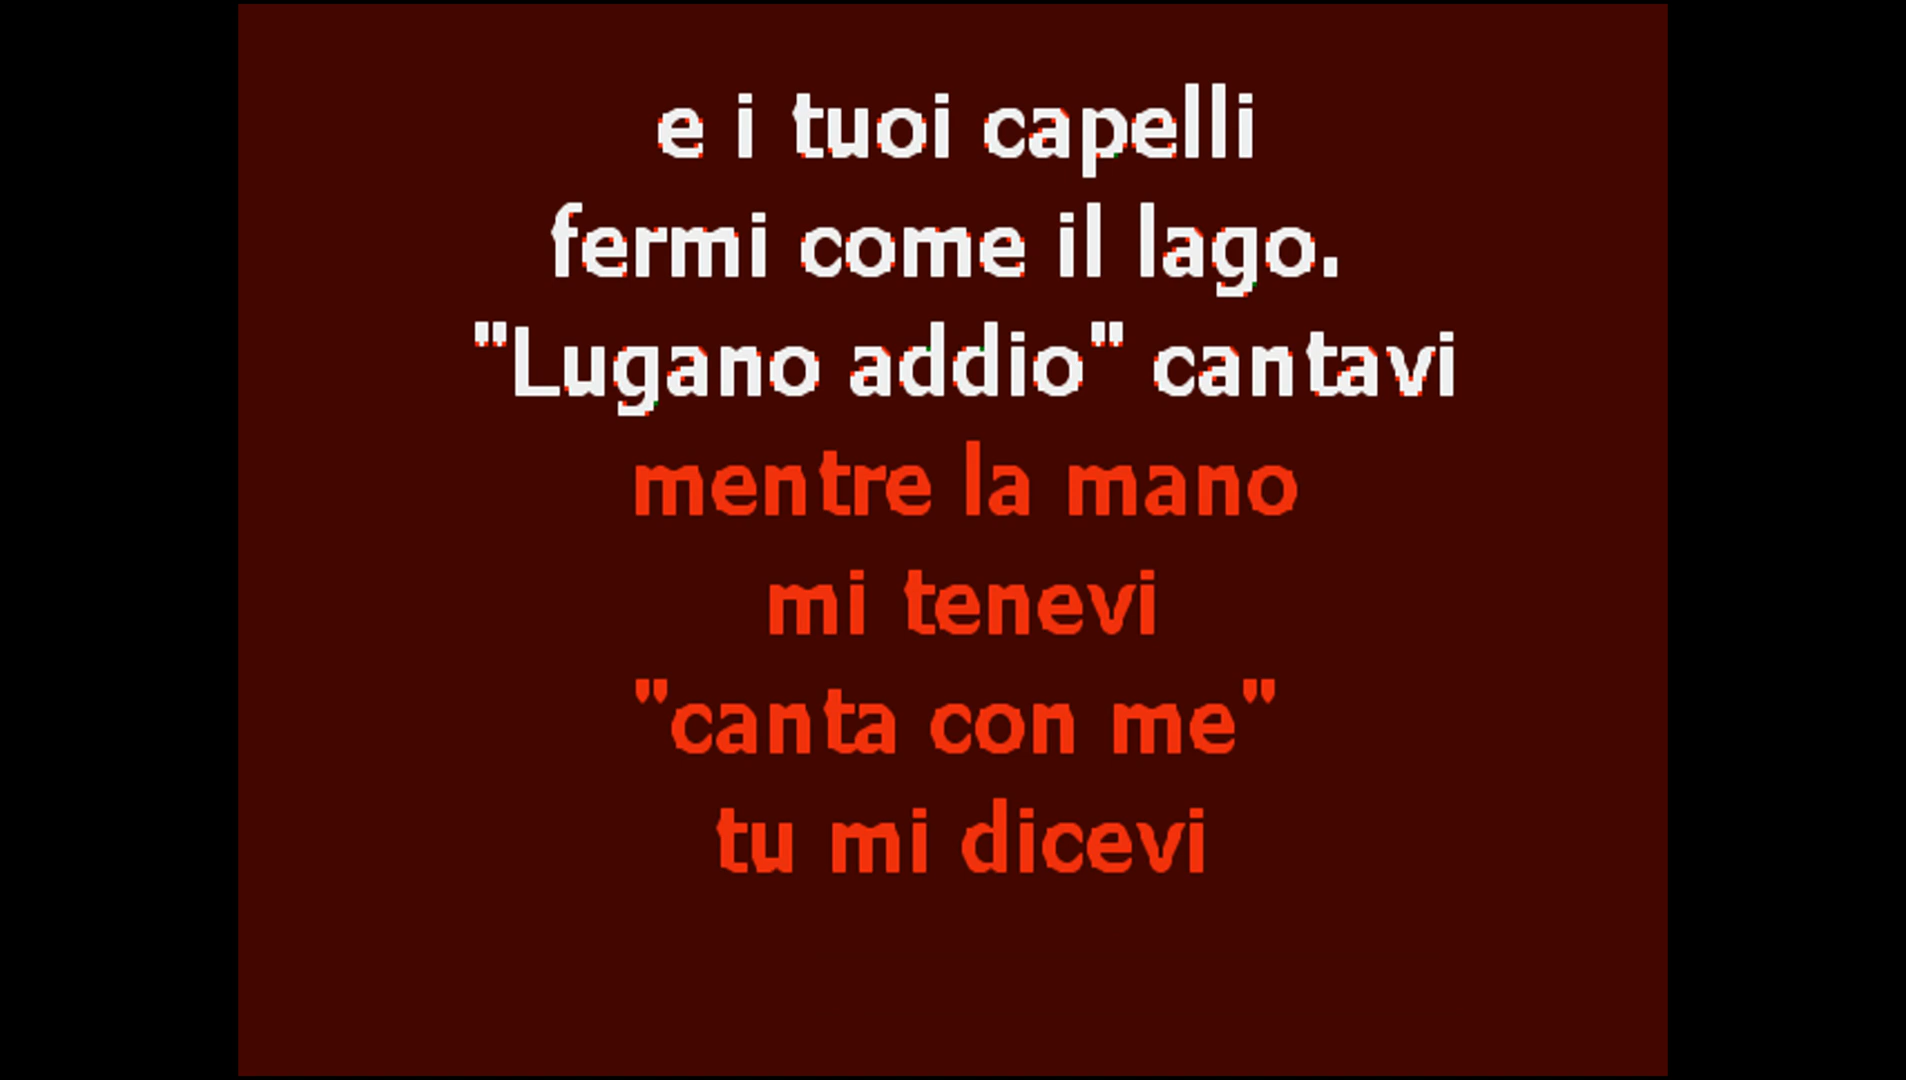 e i tuoi capelli
fermi come il lago.
"Lugano addio" cantavi
mentre la mano
mi tenevi
"canta con me"
tu mi dicevi